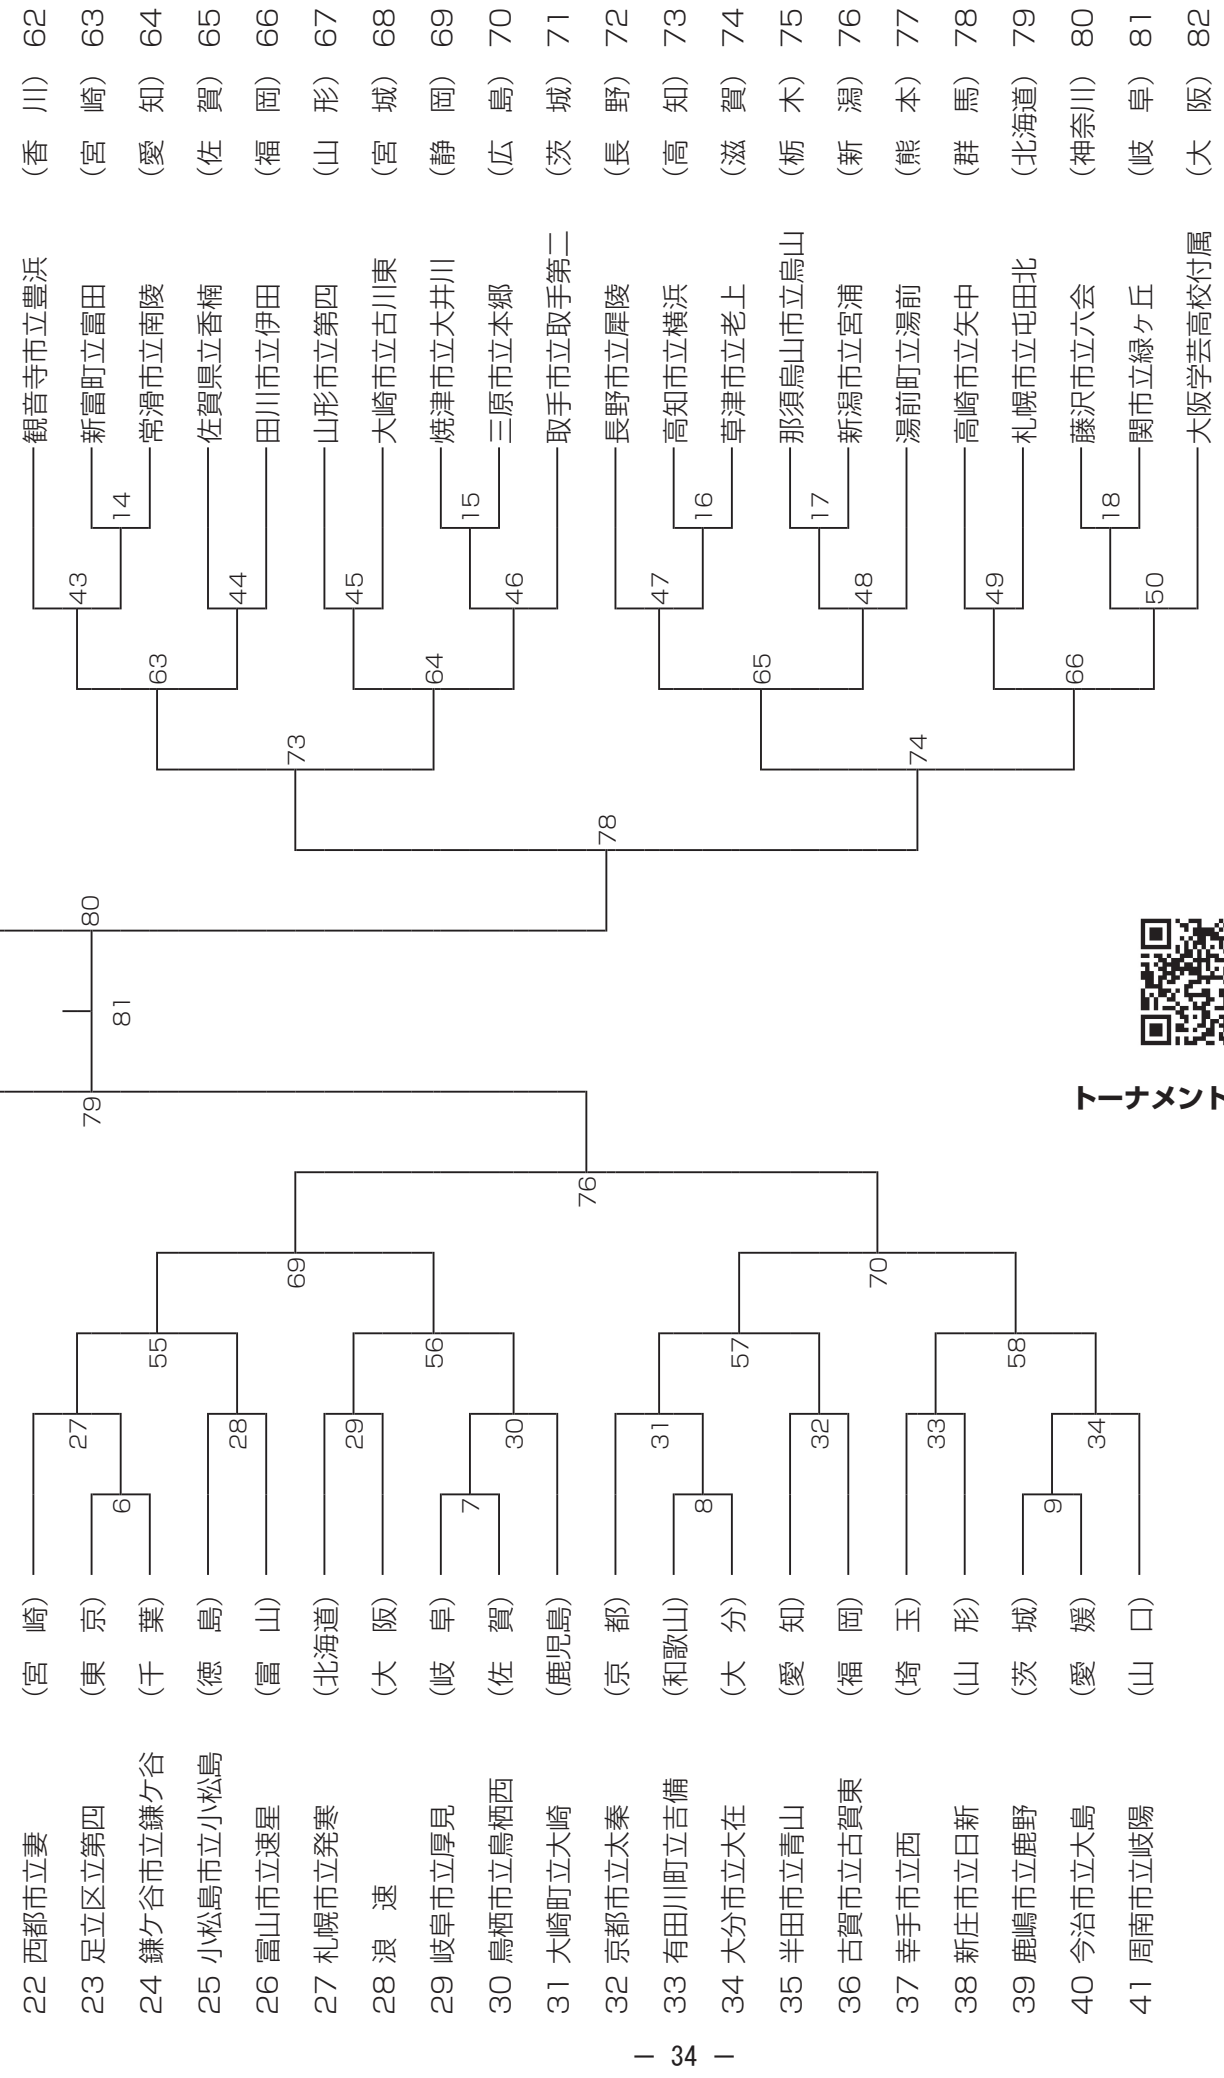 22 西都市立妻 （宮 崎）
23 足立区立第四 （東 京）
24 鎌ケ谷市立鎌ケ谷 （千 葉）
25 小松島市立小松島 （徳 島）
26 富山市立速星 （富 山）
27 札幌市立発寒 （北海道）
28 浪 速 （大 阪）
29 岐阜市立厚見 （岐 阜）
30 鳥栖市立鳥栖西 （佐 賀）
31 大崎町立大崎 （鹿児島）
32 京都市立太秦 （京 都）
33 有田川町立吉備 （和歌山）
34 大分市立大在 （大 分）
35 半田市立青山 （愛 知）
36 古賀市立古賀東 （福 岡）
37 幸手市立西 （埼 玉）
38 新庄市立日新 （山 形）
39 鹿嶋市立鹿野 （茨 城）
40 今治市立大島 （愛 媛）
41 周南市立岐陽 （山 口）
6
7
8
9
27
28
29
30
31
32
33
34
55
56
57
58
69
70
76
79
81
80
78
73
74
63
64
65
66
43
44
45
46
47
48
49
50
14
15
16
17
18
観音寺市立豊浜 （香 川） 62
新富町立富田 （宮 崎） 63
常滑市立南陵 （愛 知） 64
佐賀県立香楠 （佐 賀） 65
田川市立伊田 （福 岡） 66
山形市立第四 （山 形） 67
大崎市立古川東 （宮 城） 68
焼津市立大井川 （静 岡） 69
三原市立本郷 （広 島） 70
取手市立取手第二 （茨 城） 71
長野市立犀陵 （長 野） 72
高知市立横浜 （高 知） 73
草津市立老上 （滋 賀） 74
那須烏山市立烏山 （栃 木） 75
新潟市立宮浦 （新 潟） 76
湯前町立湯前 （熊 本） 77
高崎市立矢中 （群 馬） 78
札幌市立屯田北 （北海道） 79
藤沢市立六会 （神奈川） 80
関市立緑ヶ丘 （岐 阜） 81
大阪学芸高校付属 （大 阪） 82
トーナメント
— 34 —